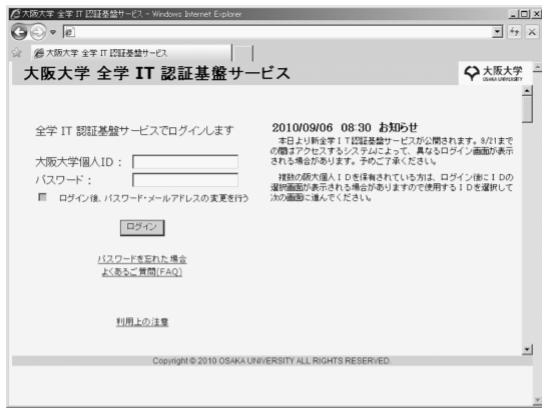 大阪大学 全学 IT 認証基盤サービス - Windows Internet Explorer
大阪大学 全学 IT 認証基盤サービス
大阪大学 全学 IT 認証基盤サービス
大阪大学
OSAKA UNIVERSITY
全学 IT 認証基盤サービスでログインします
大阪大学個人ID：
パスワード：
ログイン後、パスワード・メールアドレスの変更を行う
ログイン
パスワードを忘れた場合
よくあるご質問(FAQ)
利用上の注意
2010/09/06 08:30 お知らせ
本日より新全学ＩＴ認証基盤サービスが公開されます。8/21まで
の間はアクセスするシステムによって、異なるログイン画面が表示
される場合があります。予めご了承ください。
複数の阪大個人ＩＤを保有されている方は、ログイン後にＩＤの
選択画面が表示される場合がありますので使用するＩＤを選択して
次の画面に進んでください。
Copyright © 2010 OSAKA UNIVERSITY ALL RIGHTS RESERVED.